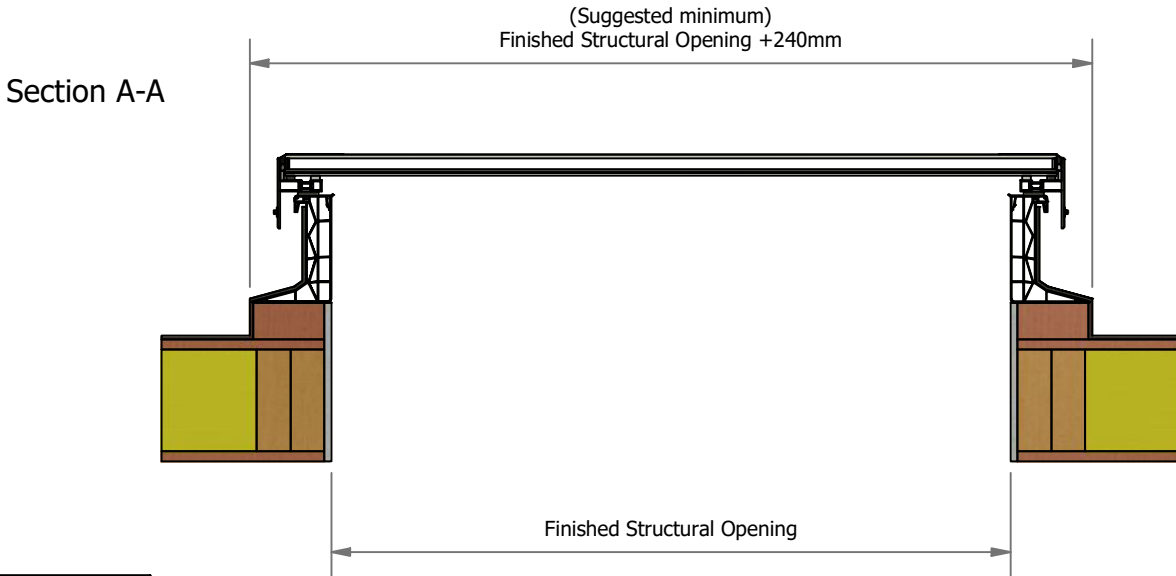 (Suggested minimum)
Finished Structural Opening +240mm
Section A-A
Finished Structural Opening